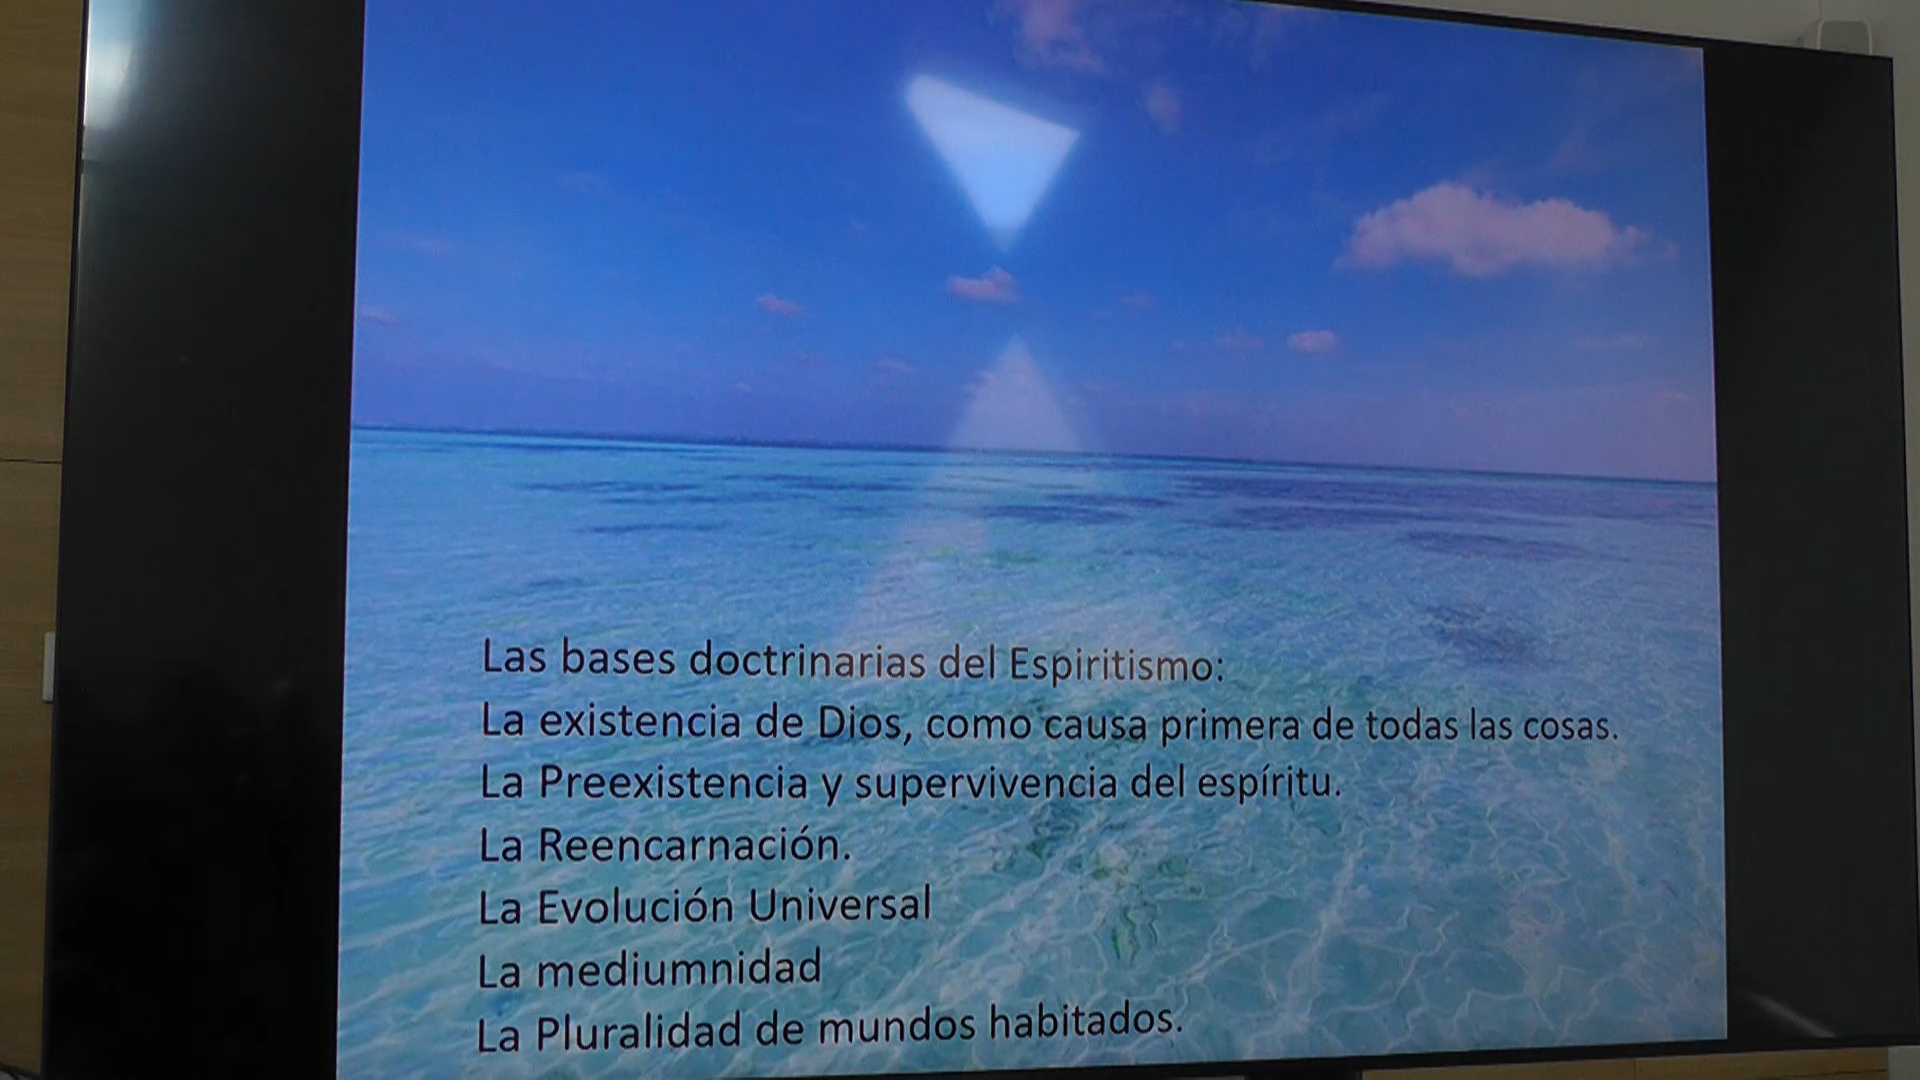 Las bases doctrinarias del Espiritismo:
La existencia de Dios, como causa primera de todas las cosas.
La Preexistencia y supervivencia del espíritu.
La Reencarnación.
La Evolución Universal
La mediumnidad
La Pluralidad de mundos habitados.